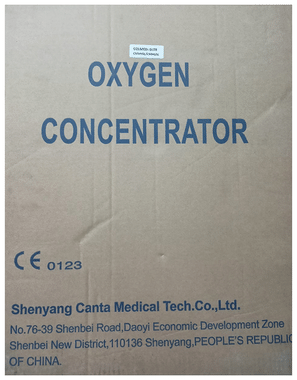 OXYGEN
CONCENTRATOR
CE 0123
Shenyang Canta Medical Tech.Co.,Ltd.
No.76-39 Shenbei Road,Daoyi Economic Development Zone
Shenbei New District,110136 Shenyang,PEOPLE'S REPUBLIC
OF CHINA.